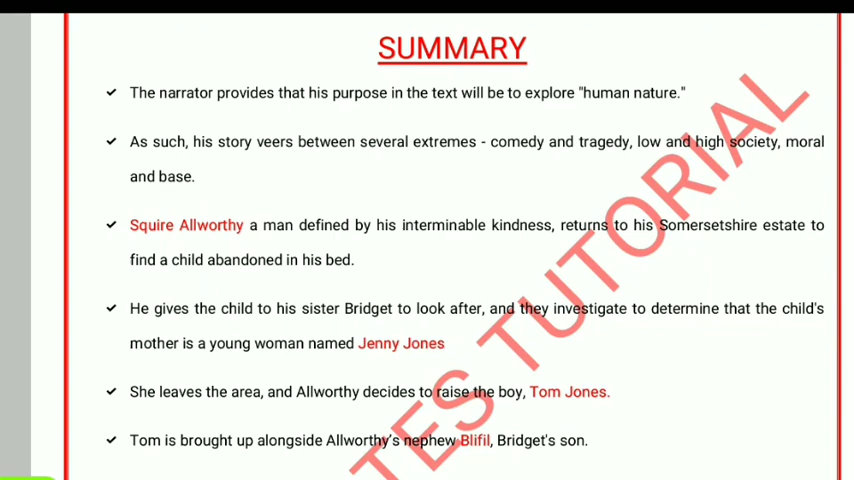 SUMMARY
✓ The narrator provides that his purpose in the text will be to explore "human nature."
✓ As such, his story veers between several extremes - comedy and tragedy, low and high society, moral
and base.
✓ Squire Allworthy a man defined by his interminable kindness, returns to his Somersetshire estate to
find a child abandoned in his bed.
✓ He gives the child to his sister Bridget to look after, and they investigate to determine that the child's
mother is a young woman named Jenny Jones
✓ She leaves the area, and Allworthy decides to raise the boy, Tom Jones.
✓ Tom is brought up alongside Allworthy's nephew Blifil, Bridget's son.
TES TUTORIAL